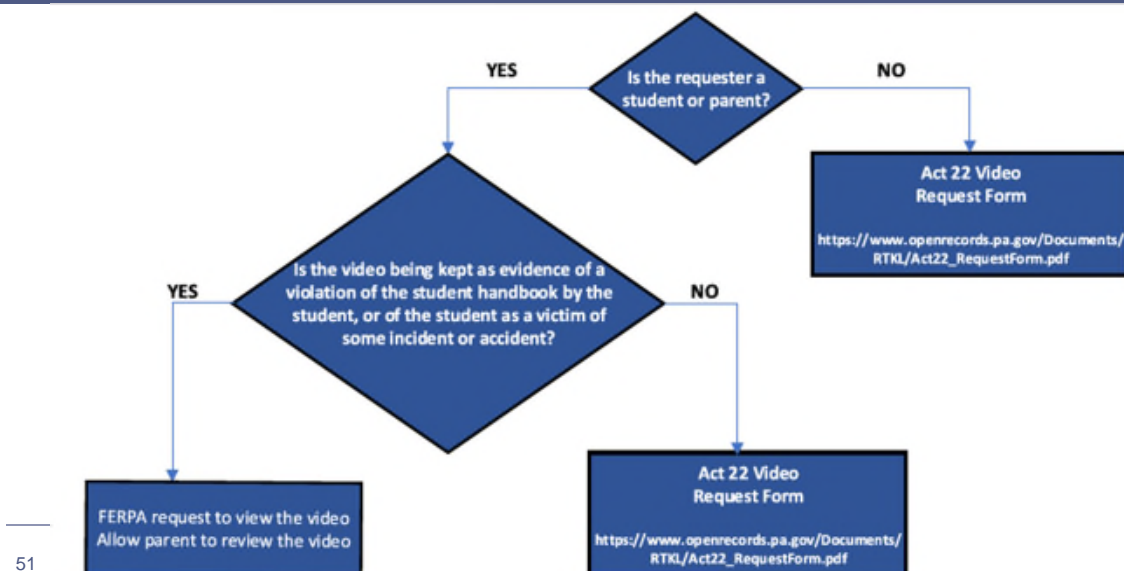 Is the requester a
student or parent?
YES
NO
Act 22 Video
Request Form
https://www.openrecords.pa.gov/Documents/
RTKL/Act22_RequestForm.pdf
Is the video being kept as evidence of a
violation of the student handbook by the
student, or of the student as a victim of
some incident or accident?
YES
NO
FERPA request to view the video
Allow parent to review the video
Act 22 Video
Request Form
https://www.openrecords.pa.gov/Documents/
RTKL/Act22_RequestForm.pdf
51